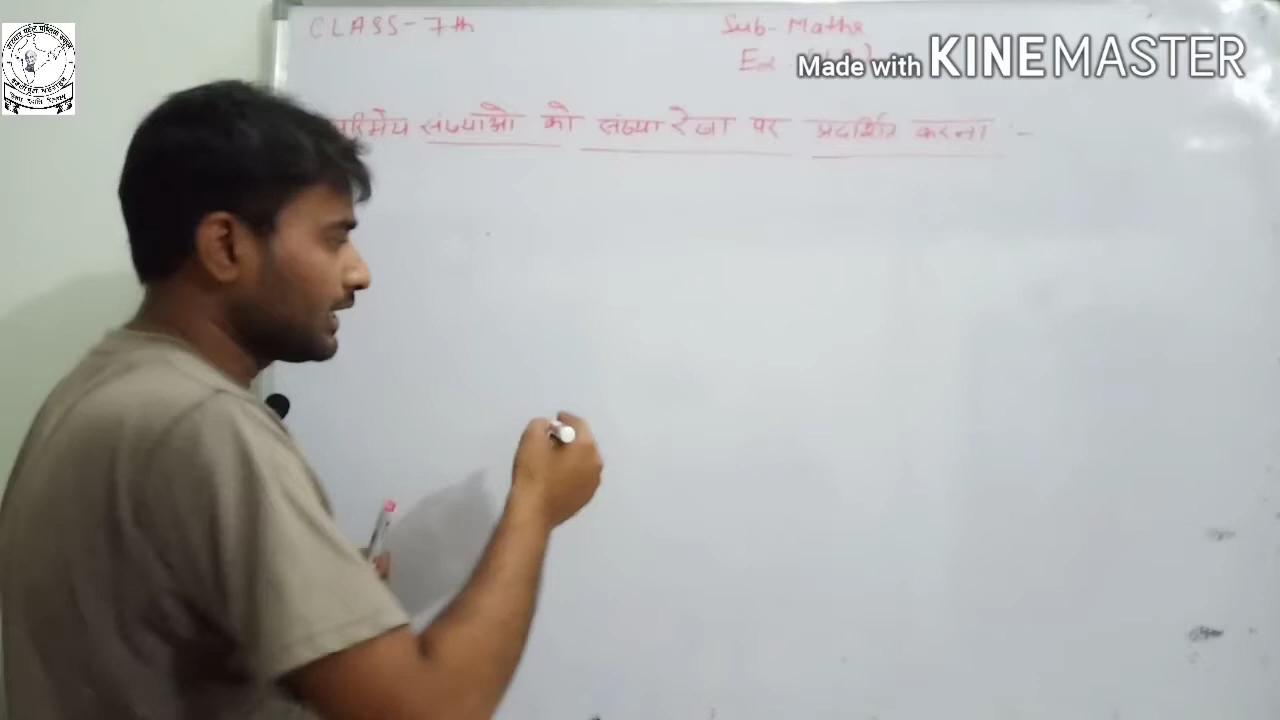 CLASS - 7th Sub- Maths
Made with KINEMASTER
संख्याओ को संख्या रेखा पर प्रदर्शित करना :-